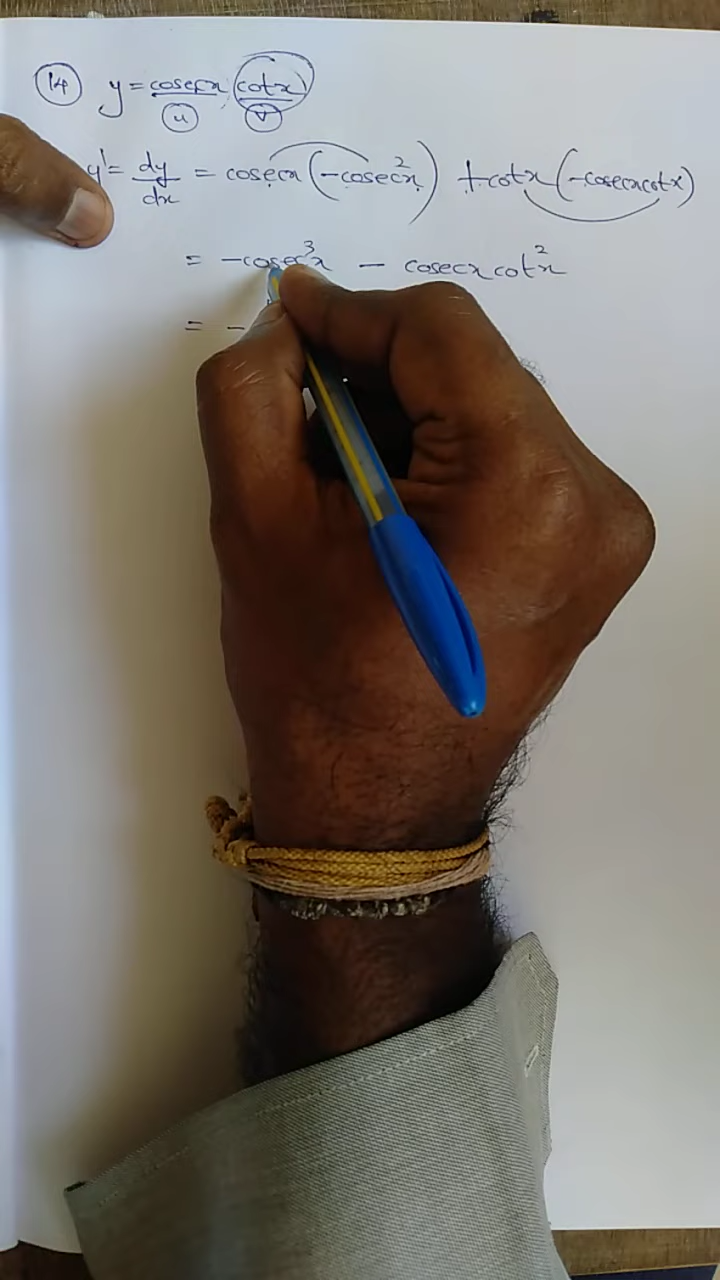 14 y = cosecx cotx
u v
y' = dy/dx = cosecx (-cosec²x) + cotx (-cosecxcotx)
= -cosec³x - cosecx cot²x
= -